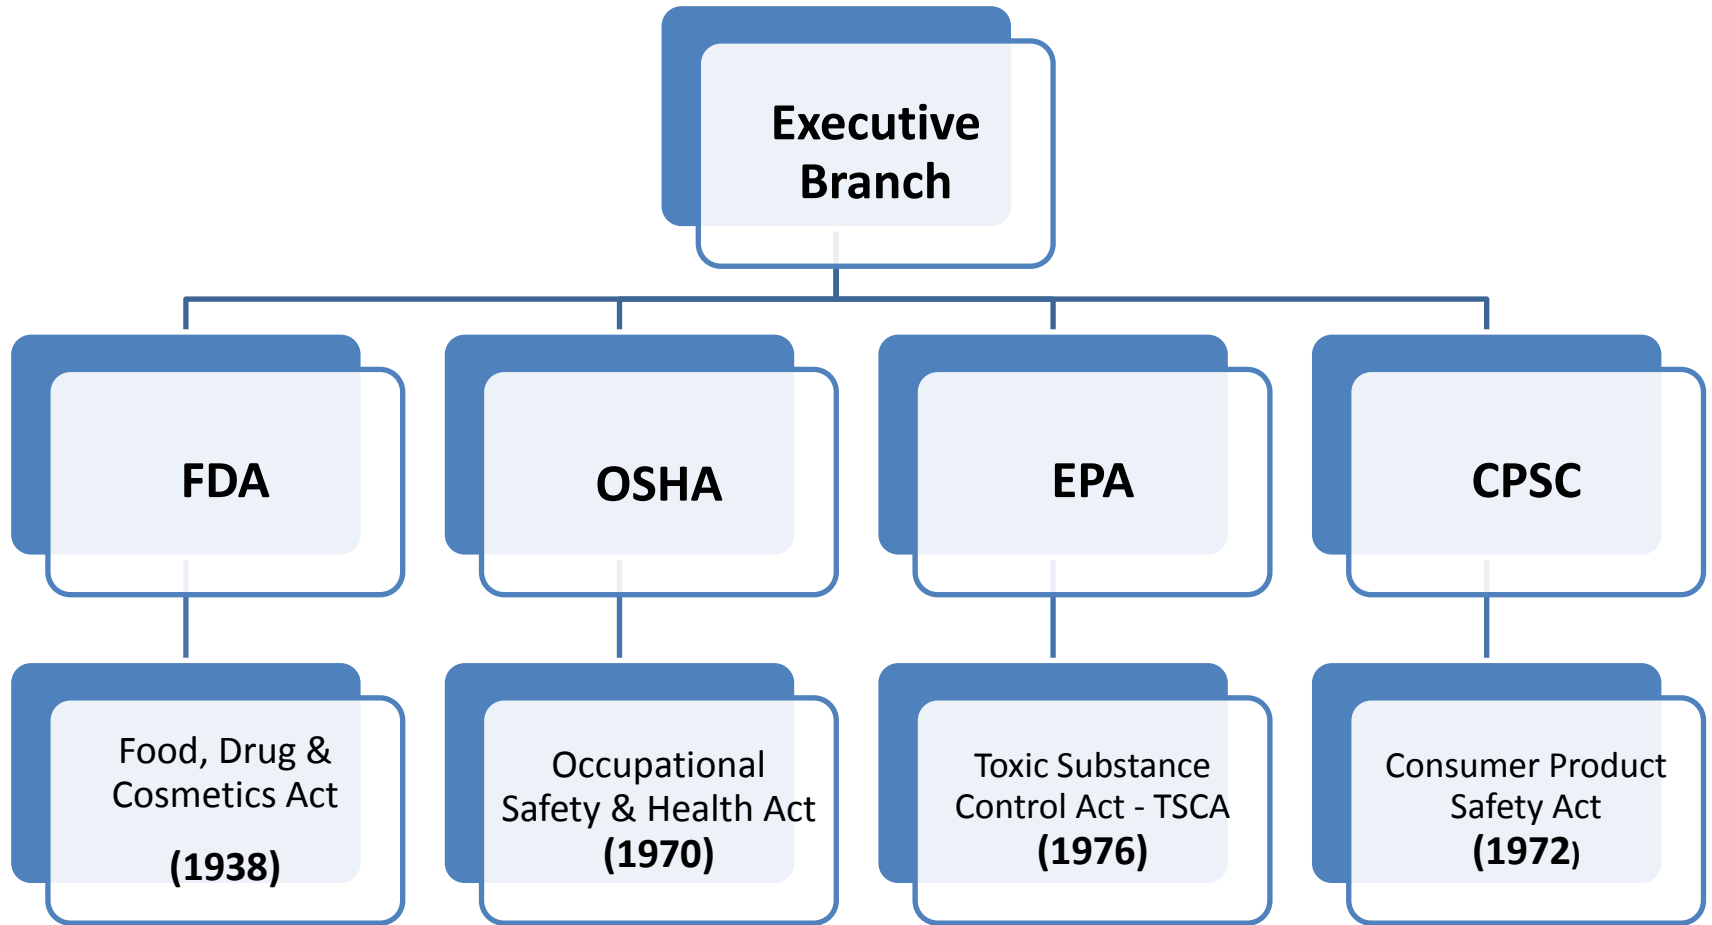 Executive
Branch
FDA
OSHA
EPA
CPSC
Food, Drug &
Cosmetics Act
(1938)
Occupational
Safety & Health Act
(1970)
Toxic Substance
Control Act - TSCA
(1976)
Consumer Product
Safety Act
(1972)